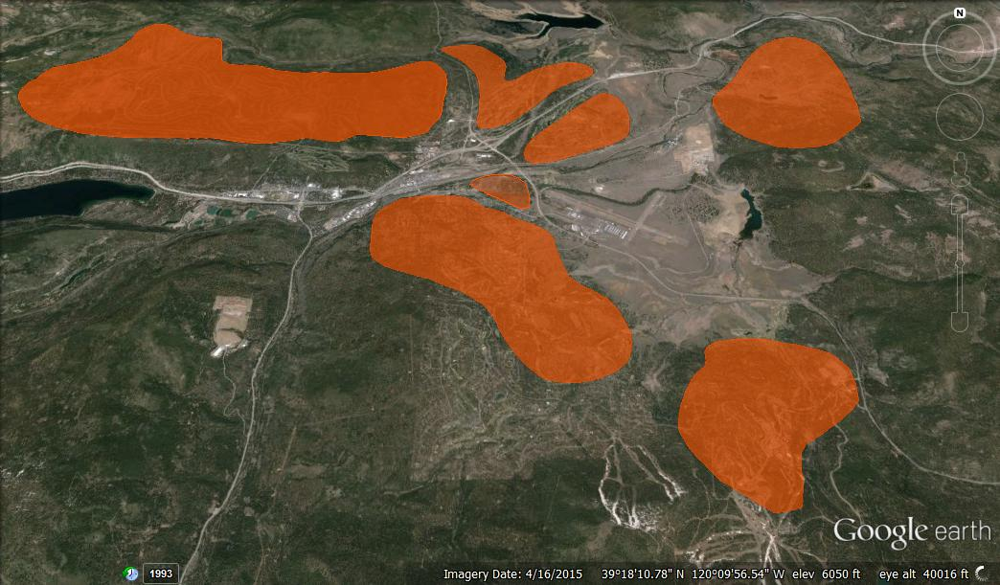 N
Google earth
1993
Imagery Date: 4/16/2015 39°18'10.78" N 120°09'56.54" W elev 6050 ft eye alt 40016 ft